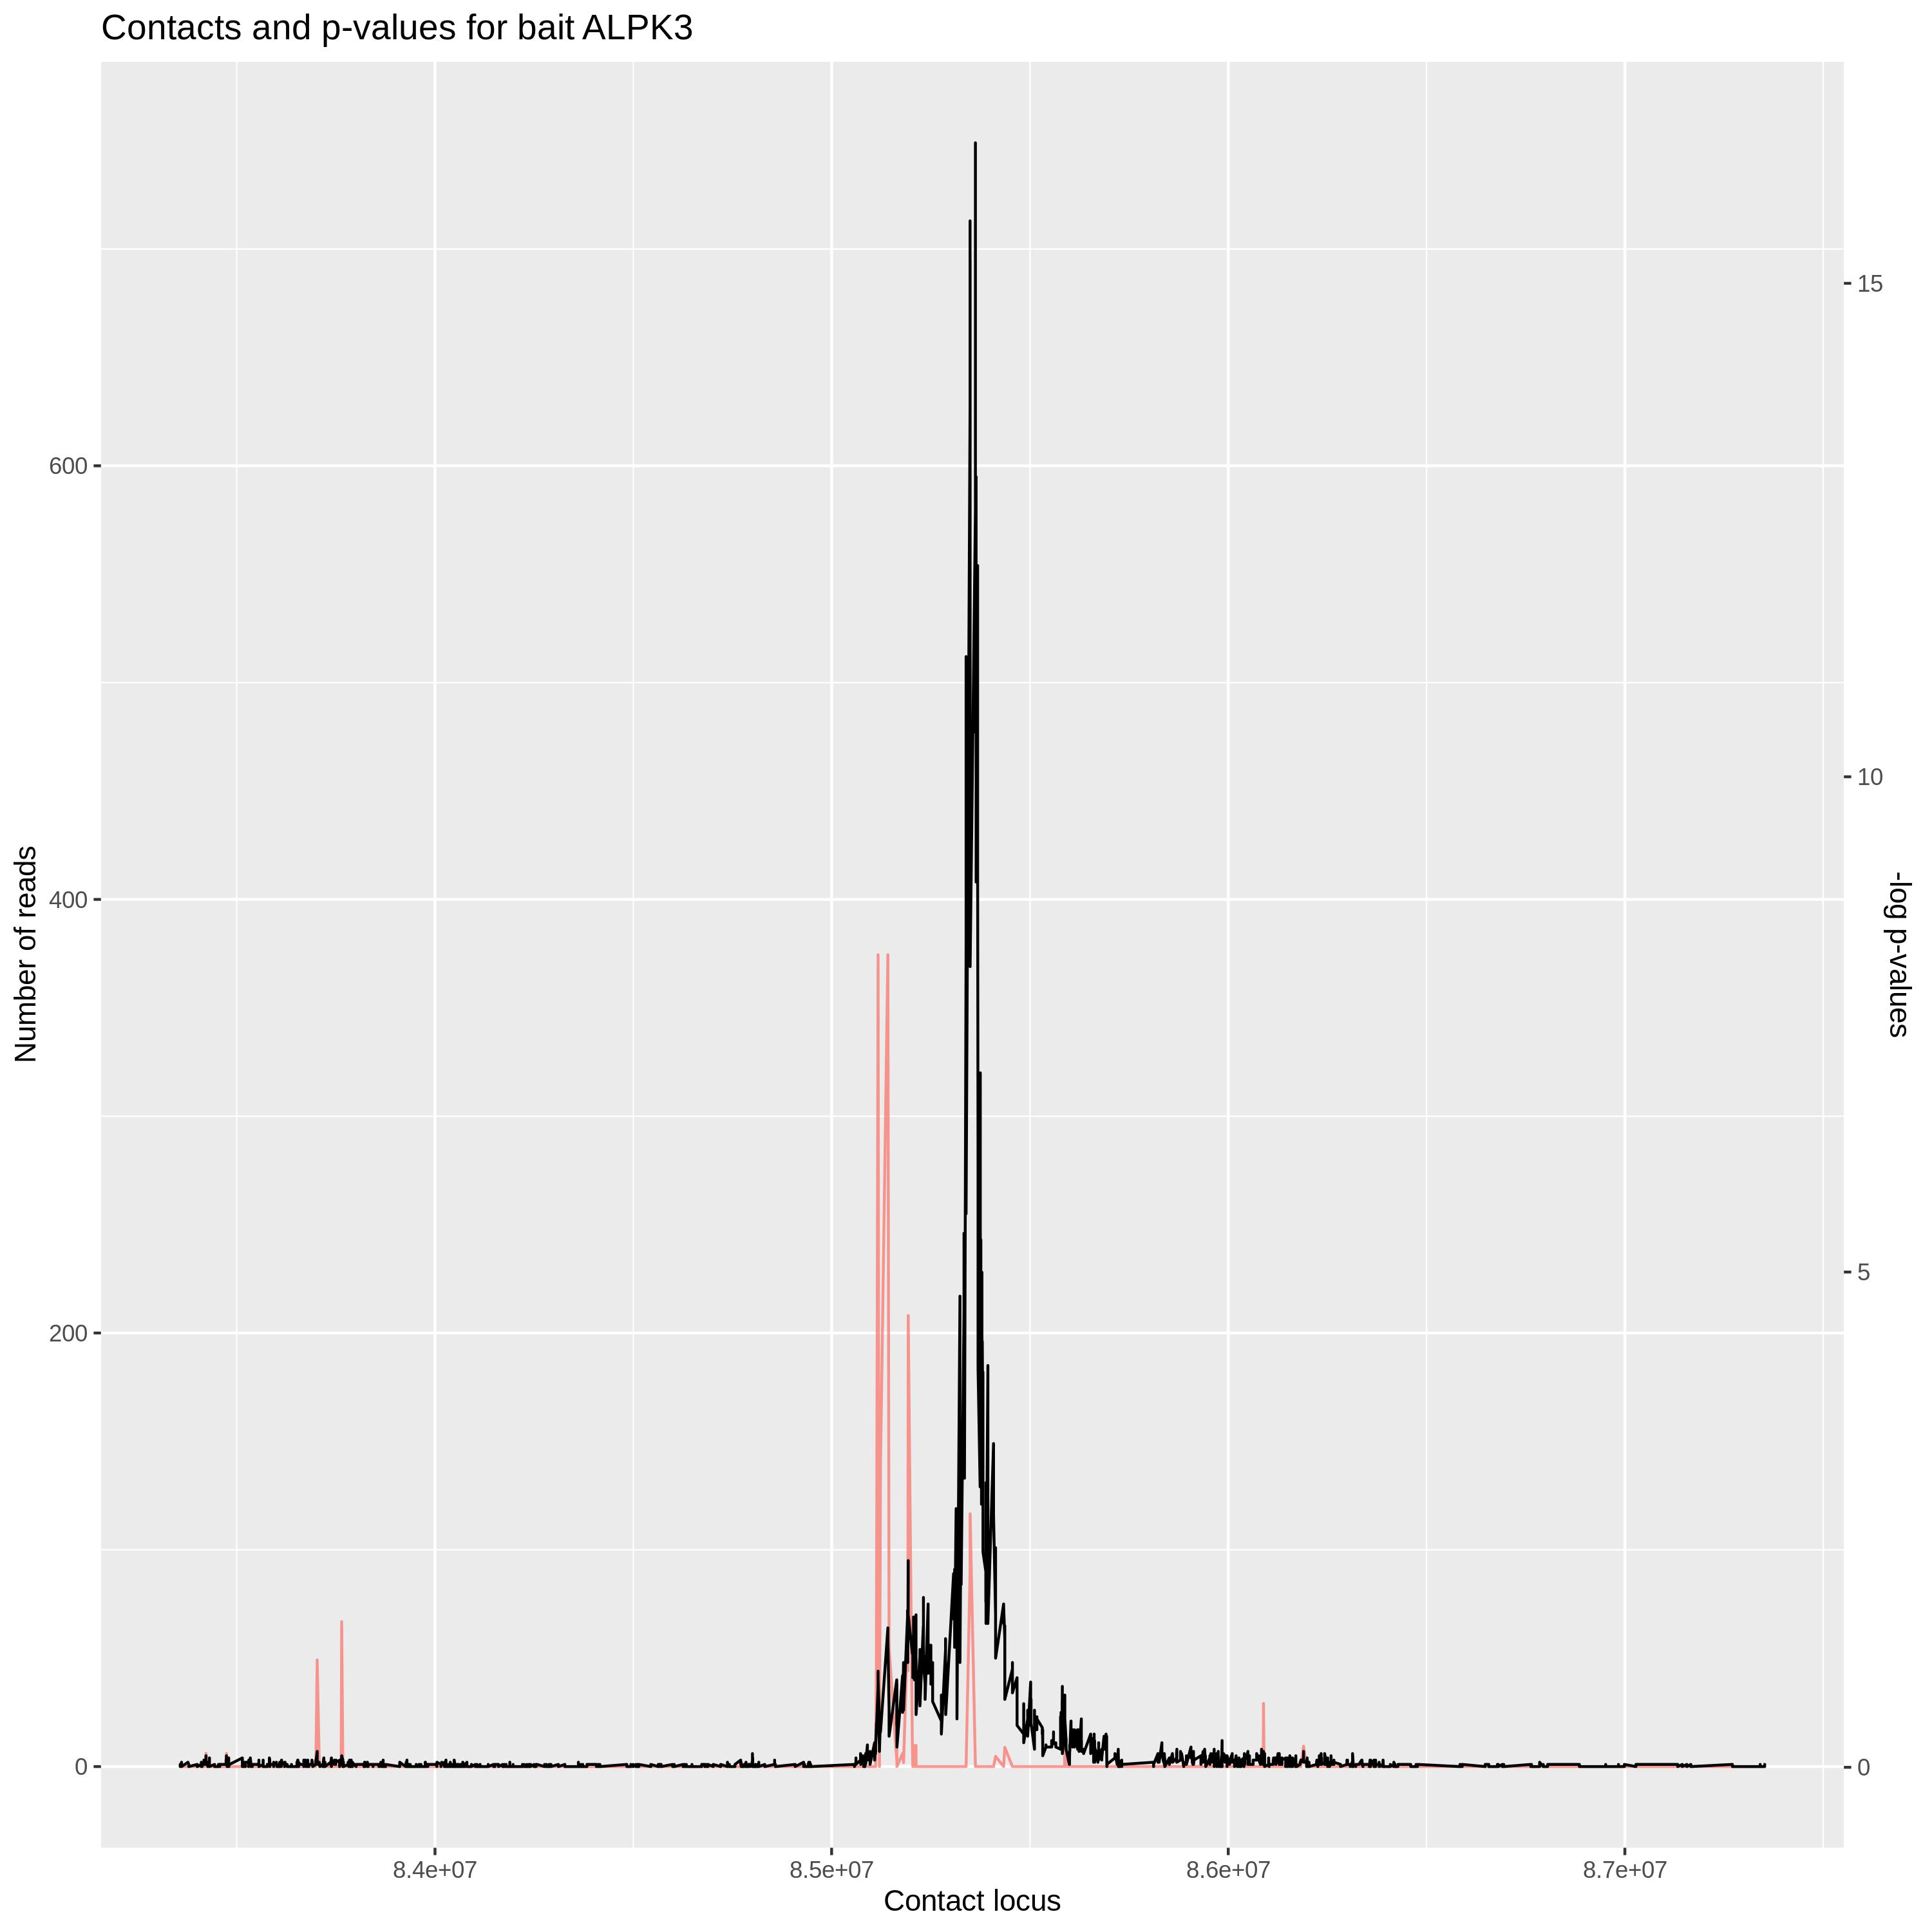 Contacts and p-values for bait ALPK3
Number of reads
600
400
200
0
15
10
5
0
-log p-values
8.4e+07
8.5e+07
8.6e+07
8.7e+07
Contact locus